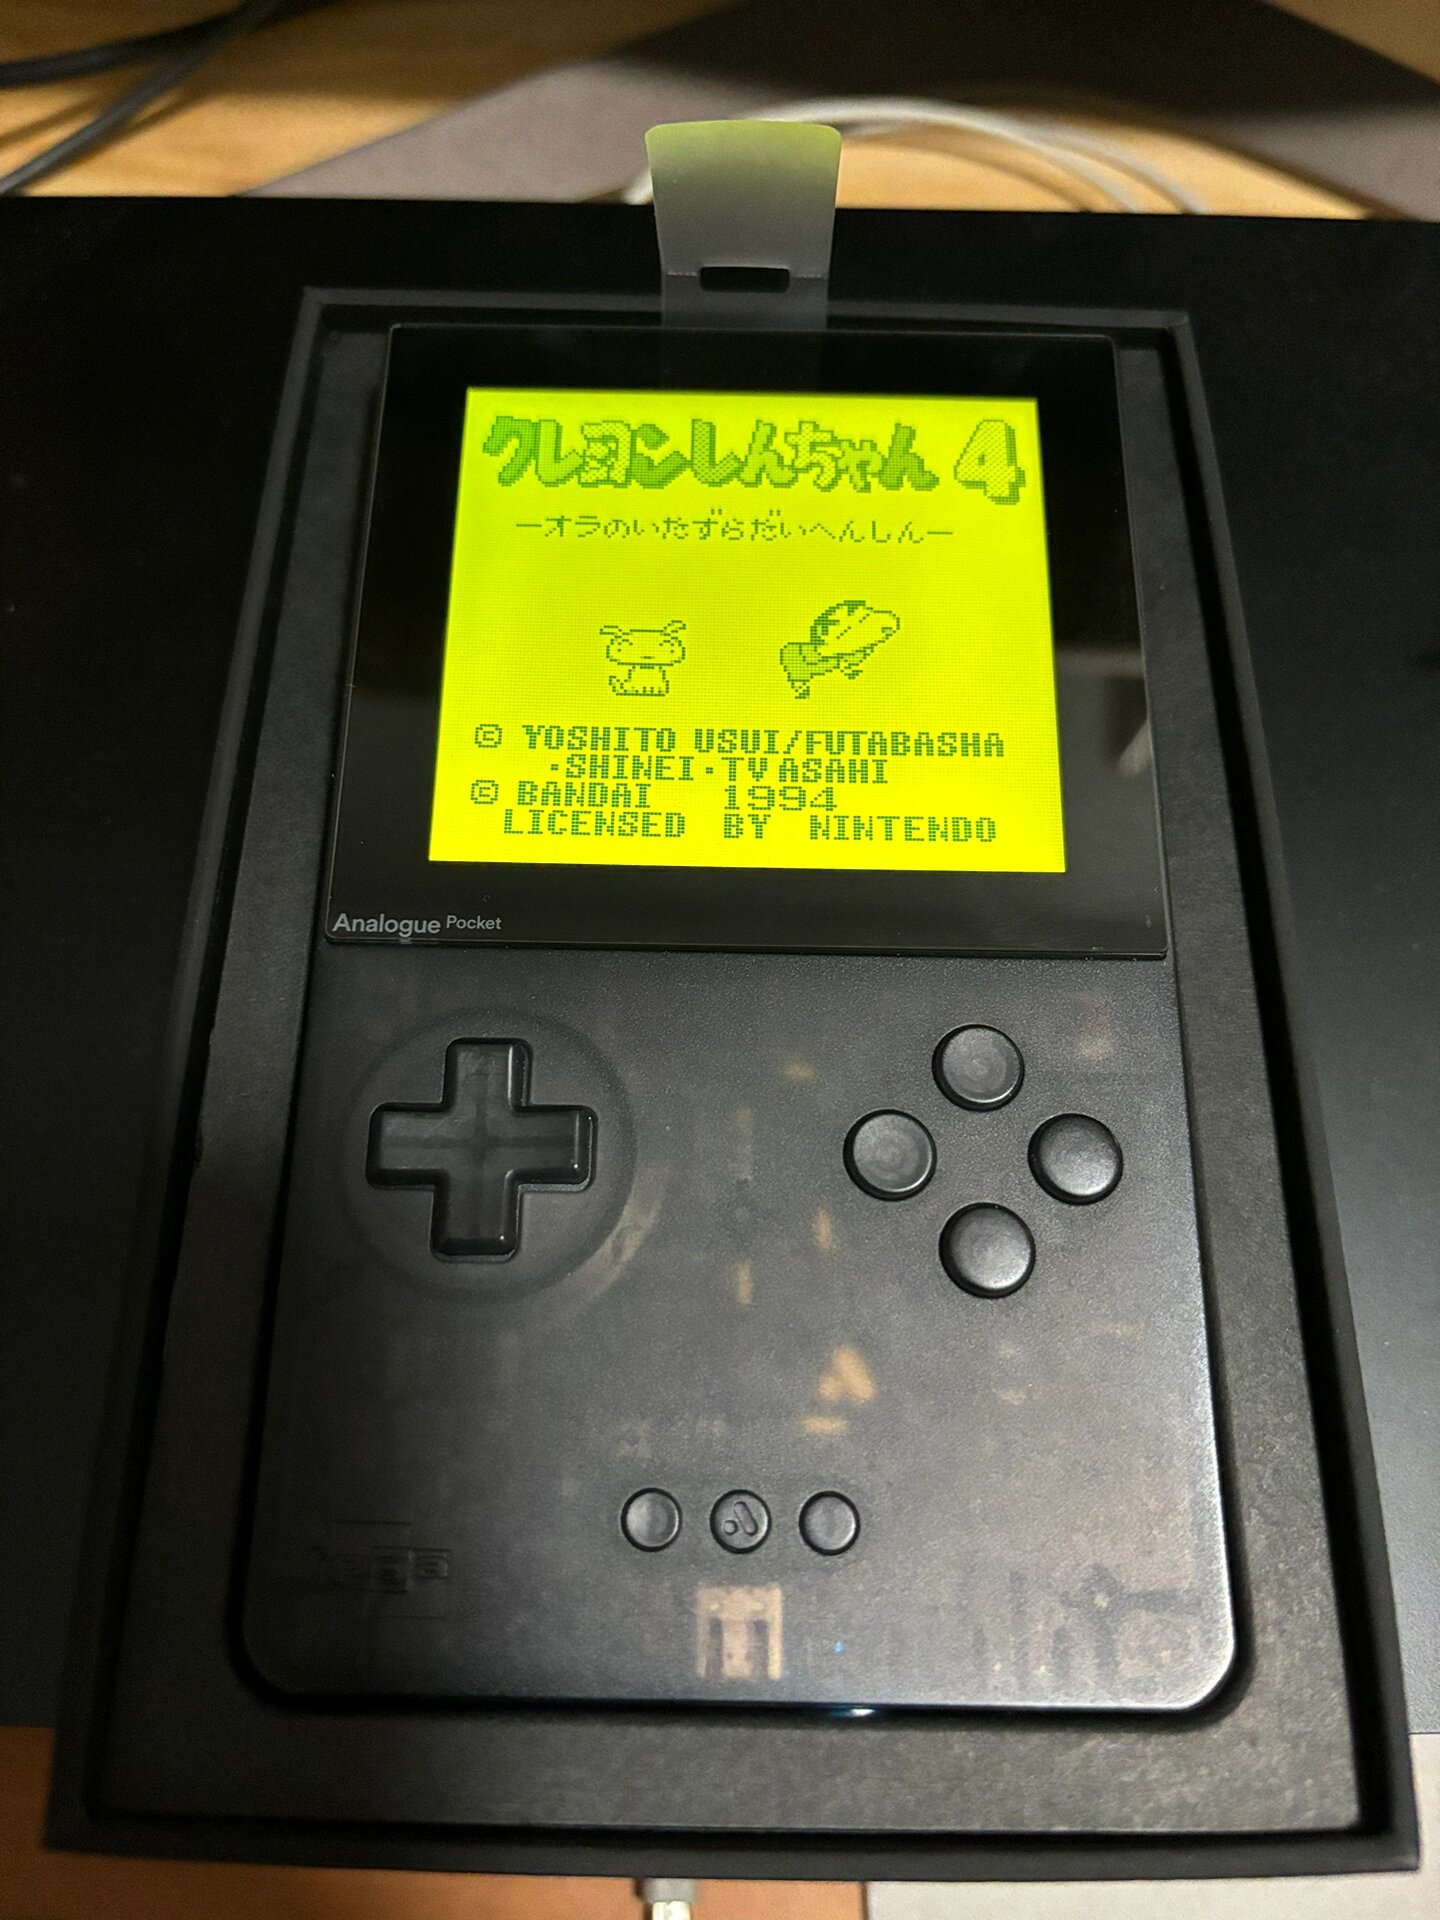 クレヨンしんちゃん4
ーオラのいたずらだいへんしんー
© YOSHITO USUI/FUTABASHA
・SHINEI・TV ASAHI
© BANDAI 1994
LICENSED BY NINTENDO
Analogue Pocket